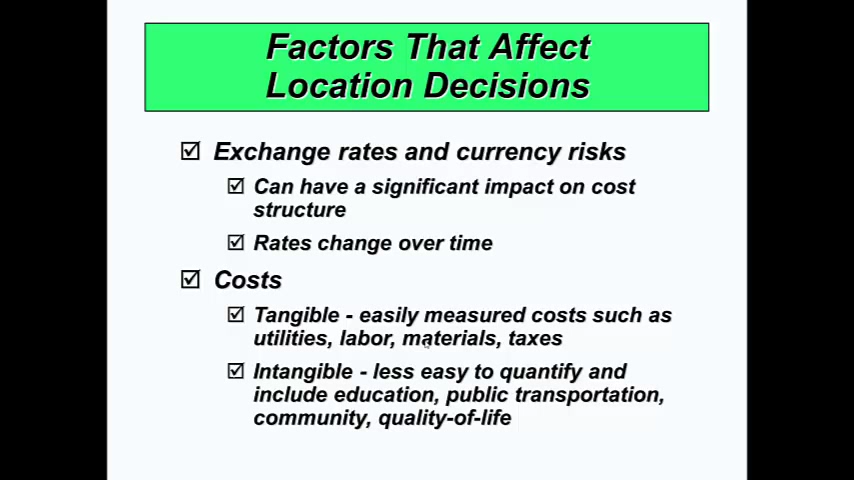 Factors That Affect
Location Decisions
Exchange rates and currency risks
Can have a significant impact on cost
structure
Rates change over time
Costs
Tangible - easily measured costs such as
utilities, labor, materials, taxes
Intangible - less easy to quantify and
include education, public transportation,
community, quality-of-life